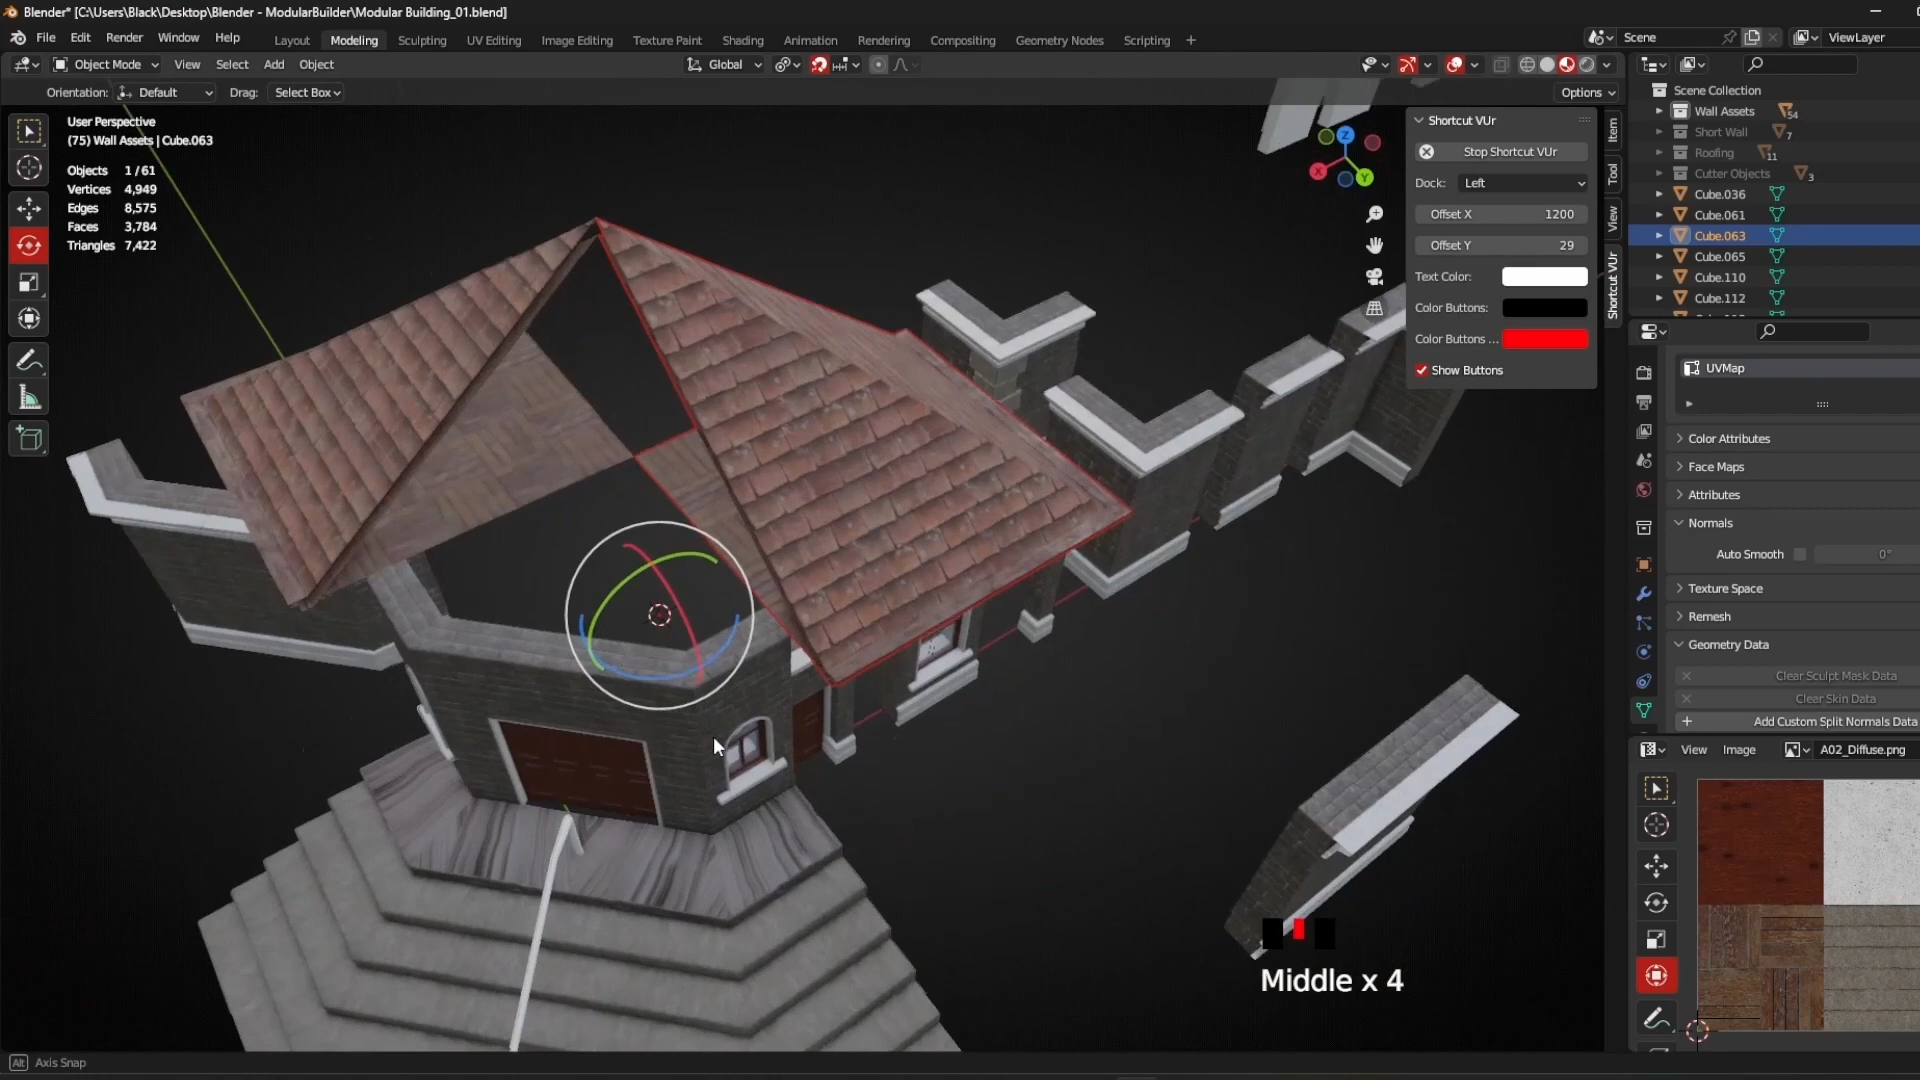 Blender* [C:\Users\Black\Desktop\Blender - ModularBuilder\Modular Building_01.blend]
File Edit Render Window Help Layout Modeling Sculpting UV Editing Image Editing Texture Paint Shading Animation Rendering Compositing Geometry Nodes Scripting + Scene ViewLayer
Object Mode View Select Add Object Global
Orientation: Default Drag: Select Box Options
User Perspective
(75) Wall Assets | Cube.063
Objects 1 / 61
Vertices 4,949
Edges 8,575
Faces 3,784
Triangles 7,422
Z
X
Y
Shortcut VUr
Stop Shortcut VUr
Dock: Left
Offset X 1200
Offset Y 29
Text Color:
Color Buttons:
Color Buttons ...
Show Buttons
Item
Tool
View
Shortcut VUr
Scene Collection
Wall Assets 54
Short Wall 7
Roofing 11
Cutter Objects 3
Cube.036
Cube.061
Cube.063
Cube.065
Cube.110
Cube.112
UVMap
Color Attributes
Face Maps
Attributes
Normals
Auto Smooth 0°
Texture Space
Remesh
Geometry Data
Clear Sculpt Mask Data
Clear Skin Data
Add Custom Split Normals Data
View Image A02_Diffuse.png
Middle x 4
Alt Axis Snap